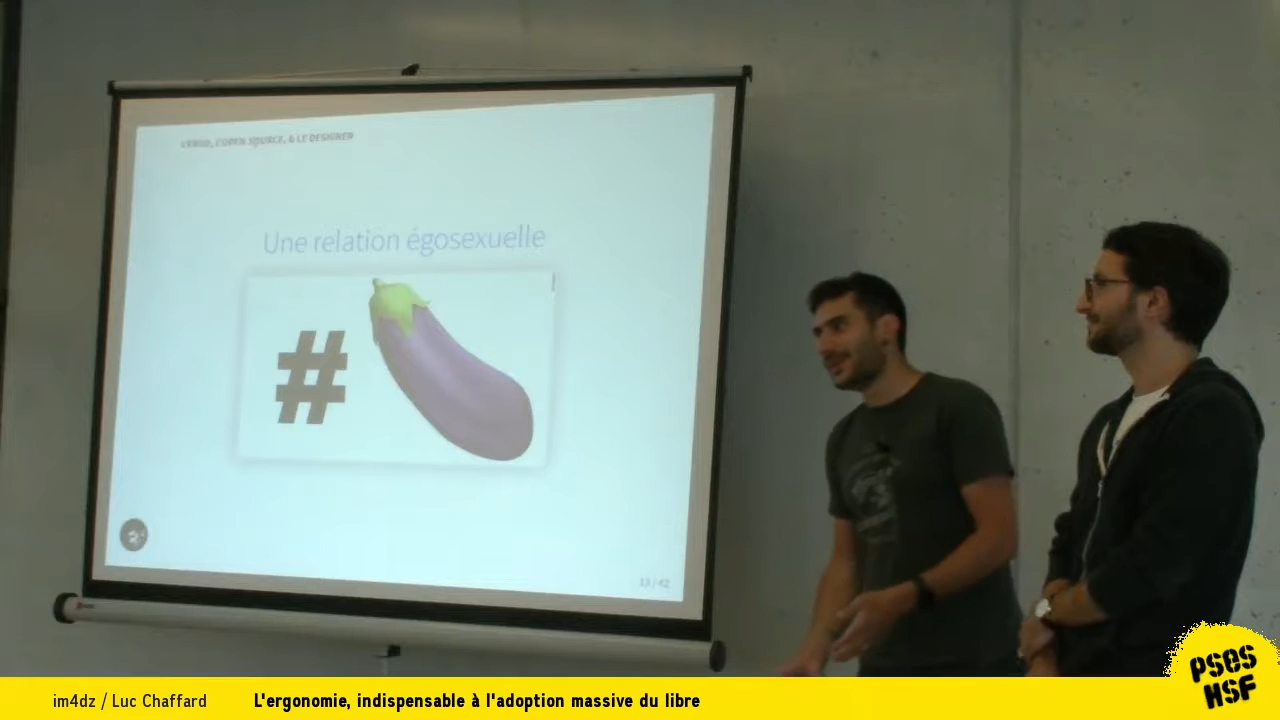 L'ERGO, L'OPEN SOURCE, & LE DESIGNER
Une relation égosexuelle
#
13 / 42
im4dz / Luc Chaffard
L'ergonomie, indispensable à l'adoption massive du libre
PSES
HSF